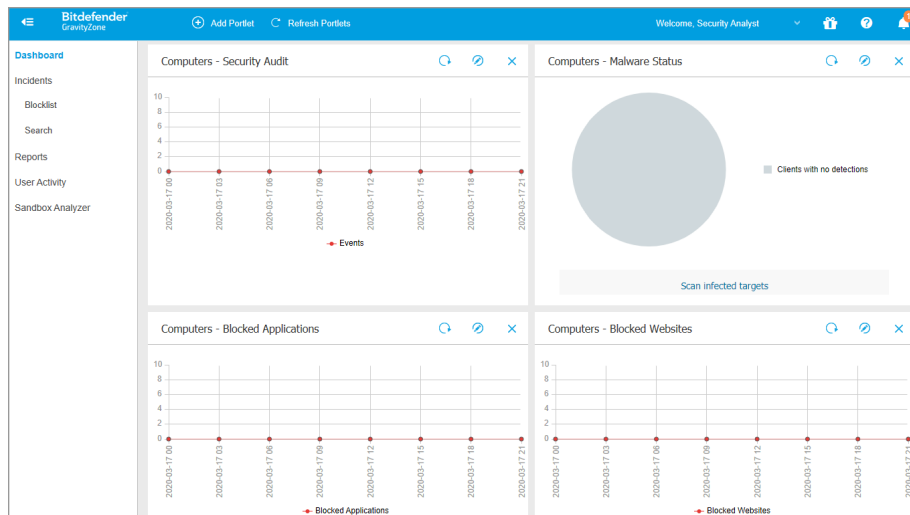 Bitdefender
GravityZone
Add Portlet
Refresh Portlets
Welcome, Security Analyst
Dashboard
Incidents
Blocklist
Search
Reports
User Activity
Sandbox Analyzer
Computers - Security Audit
10
8
6
4
2
0
2020-03-17 00
2020-03-17 03
2020-03-17 06
2020-03-17 09
2020-03-17 12
2020-03-17 15
2020-03-17 18
2020-03-17 21
Events
Computers - Malware Status
Clients with no detections
Scan infected targets
Computers - Blocked Applications
10
8
6
4
2
0
2020-03-17 00
2020-03-17 03
2020-03-17 06
2020-03-17 09
2020-03-17 12
2020-03-17 15
2020-03-17 18
2020-03-17 21
Blocked Applications
Computers - Blocked Websites
10
8
6
4
2
0
2020-03-17 00
2020-03-17 03
2020-03-17 06
2020-03-17 09
2020-03-17 12
2020-03-17 15
2020-03-17 18
2020-03-17 21
Blocked Websites